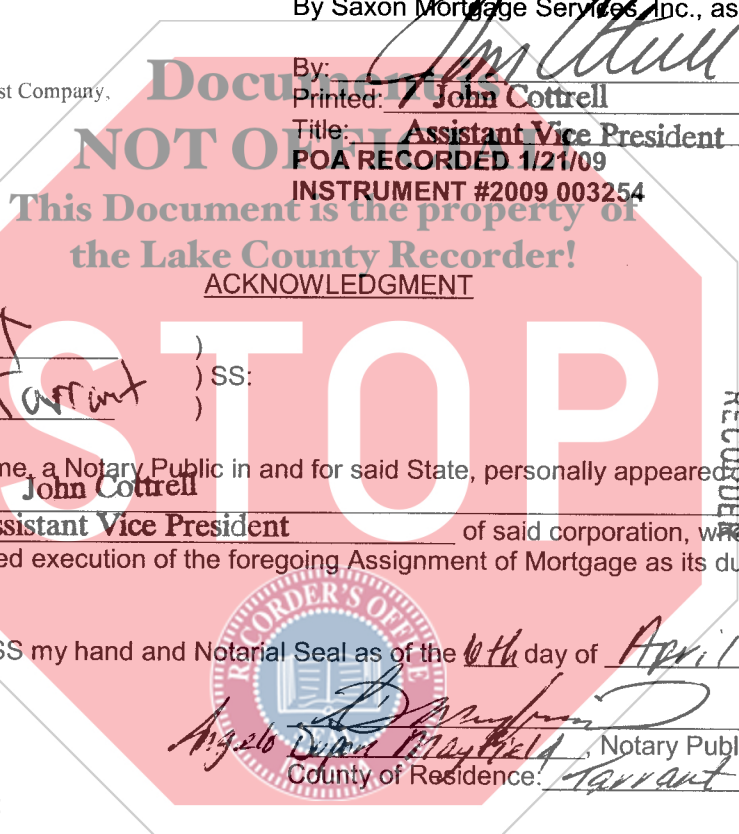 By Saxon Mortgage Services, Inc., as
st Company,
By:
Printed: John Cottrell
Title: Assistant Vice President
POA RECORDED 1/21/09
INSTRUMENT #2009 003254
Document is
NOT OFFICIAL
This Document is the property of
the Lake County Recorder!
ACKNOWLEDGMENT
)
Tarrant ) SS:
)
STOP
RECORDER
me, a Notary Public in and for said State, personally appeared
John Cottrell
ssistant Vice President of said corporation, wh
ed execution of the foregoing Assignment of Mortgage as its du
SS my hand and Notarial Seal as of the 6th day of April
RECORDER'S OFFICE
SEAL
INDIANA
Angelo Dupon Mayfield, Notary Publ
County of Residence: Tarrant